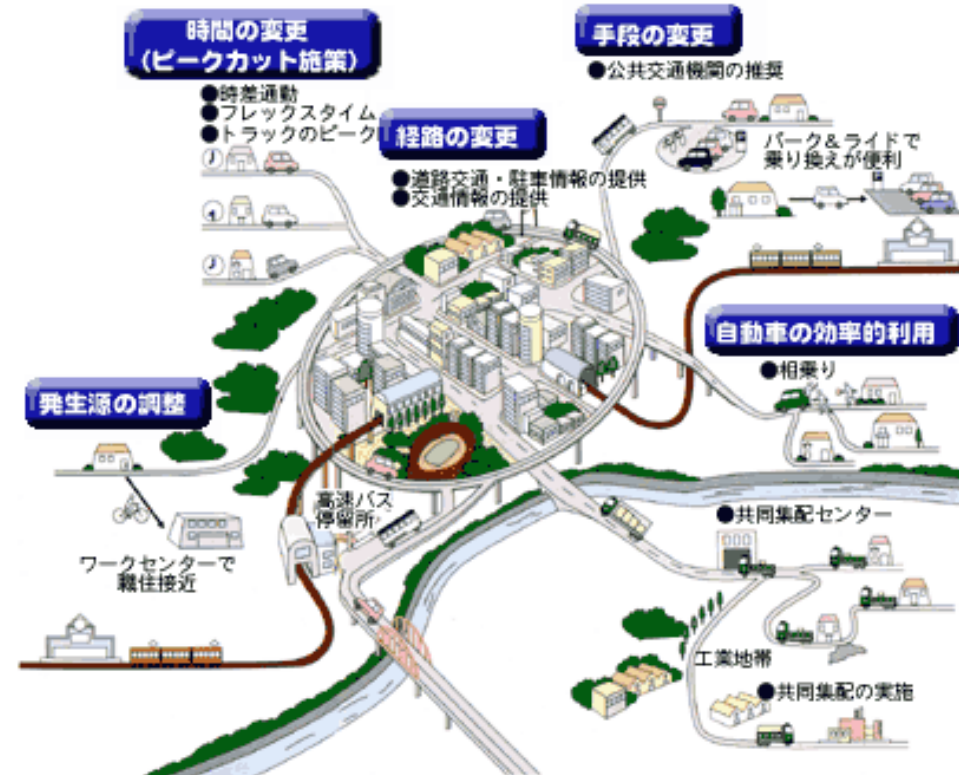 時間の変更
(ピークカット施策)
●時差通勤
●フレックスタイム
●トラックのピーク
経路の変更
●道路交通・駐車情報の提供
●交通情報の提供
手段の変更
●公共交通機関の推奨
パーク&ライドで
乗り換えが便利
自動車の効率的利用
●相乗り
発生源の調整
ワークセンターで
職住接近
高速バス
停留所
●共同集配センター
工業地帯
●共同集配の実施